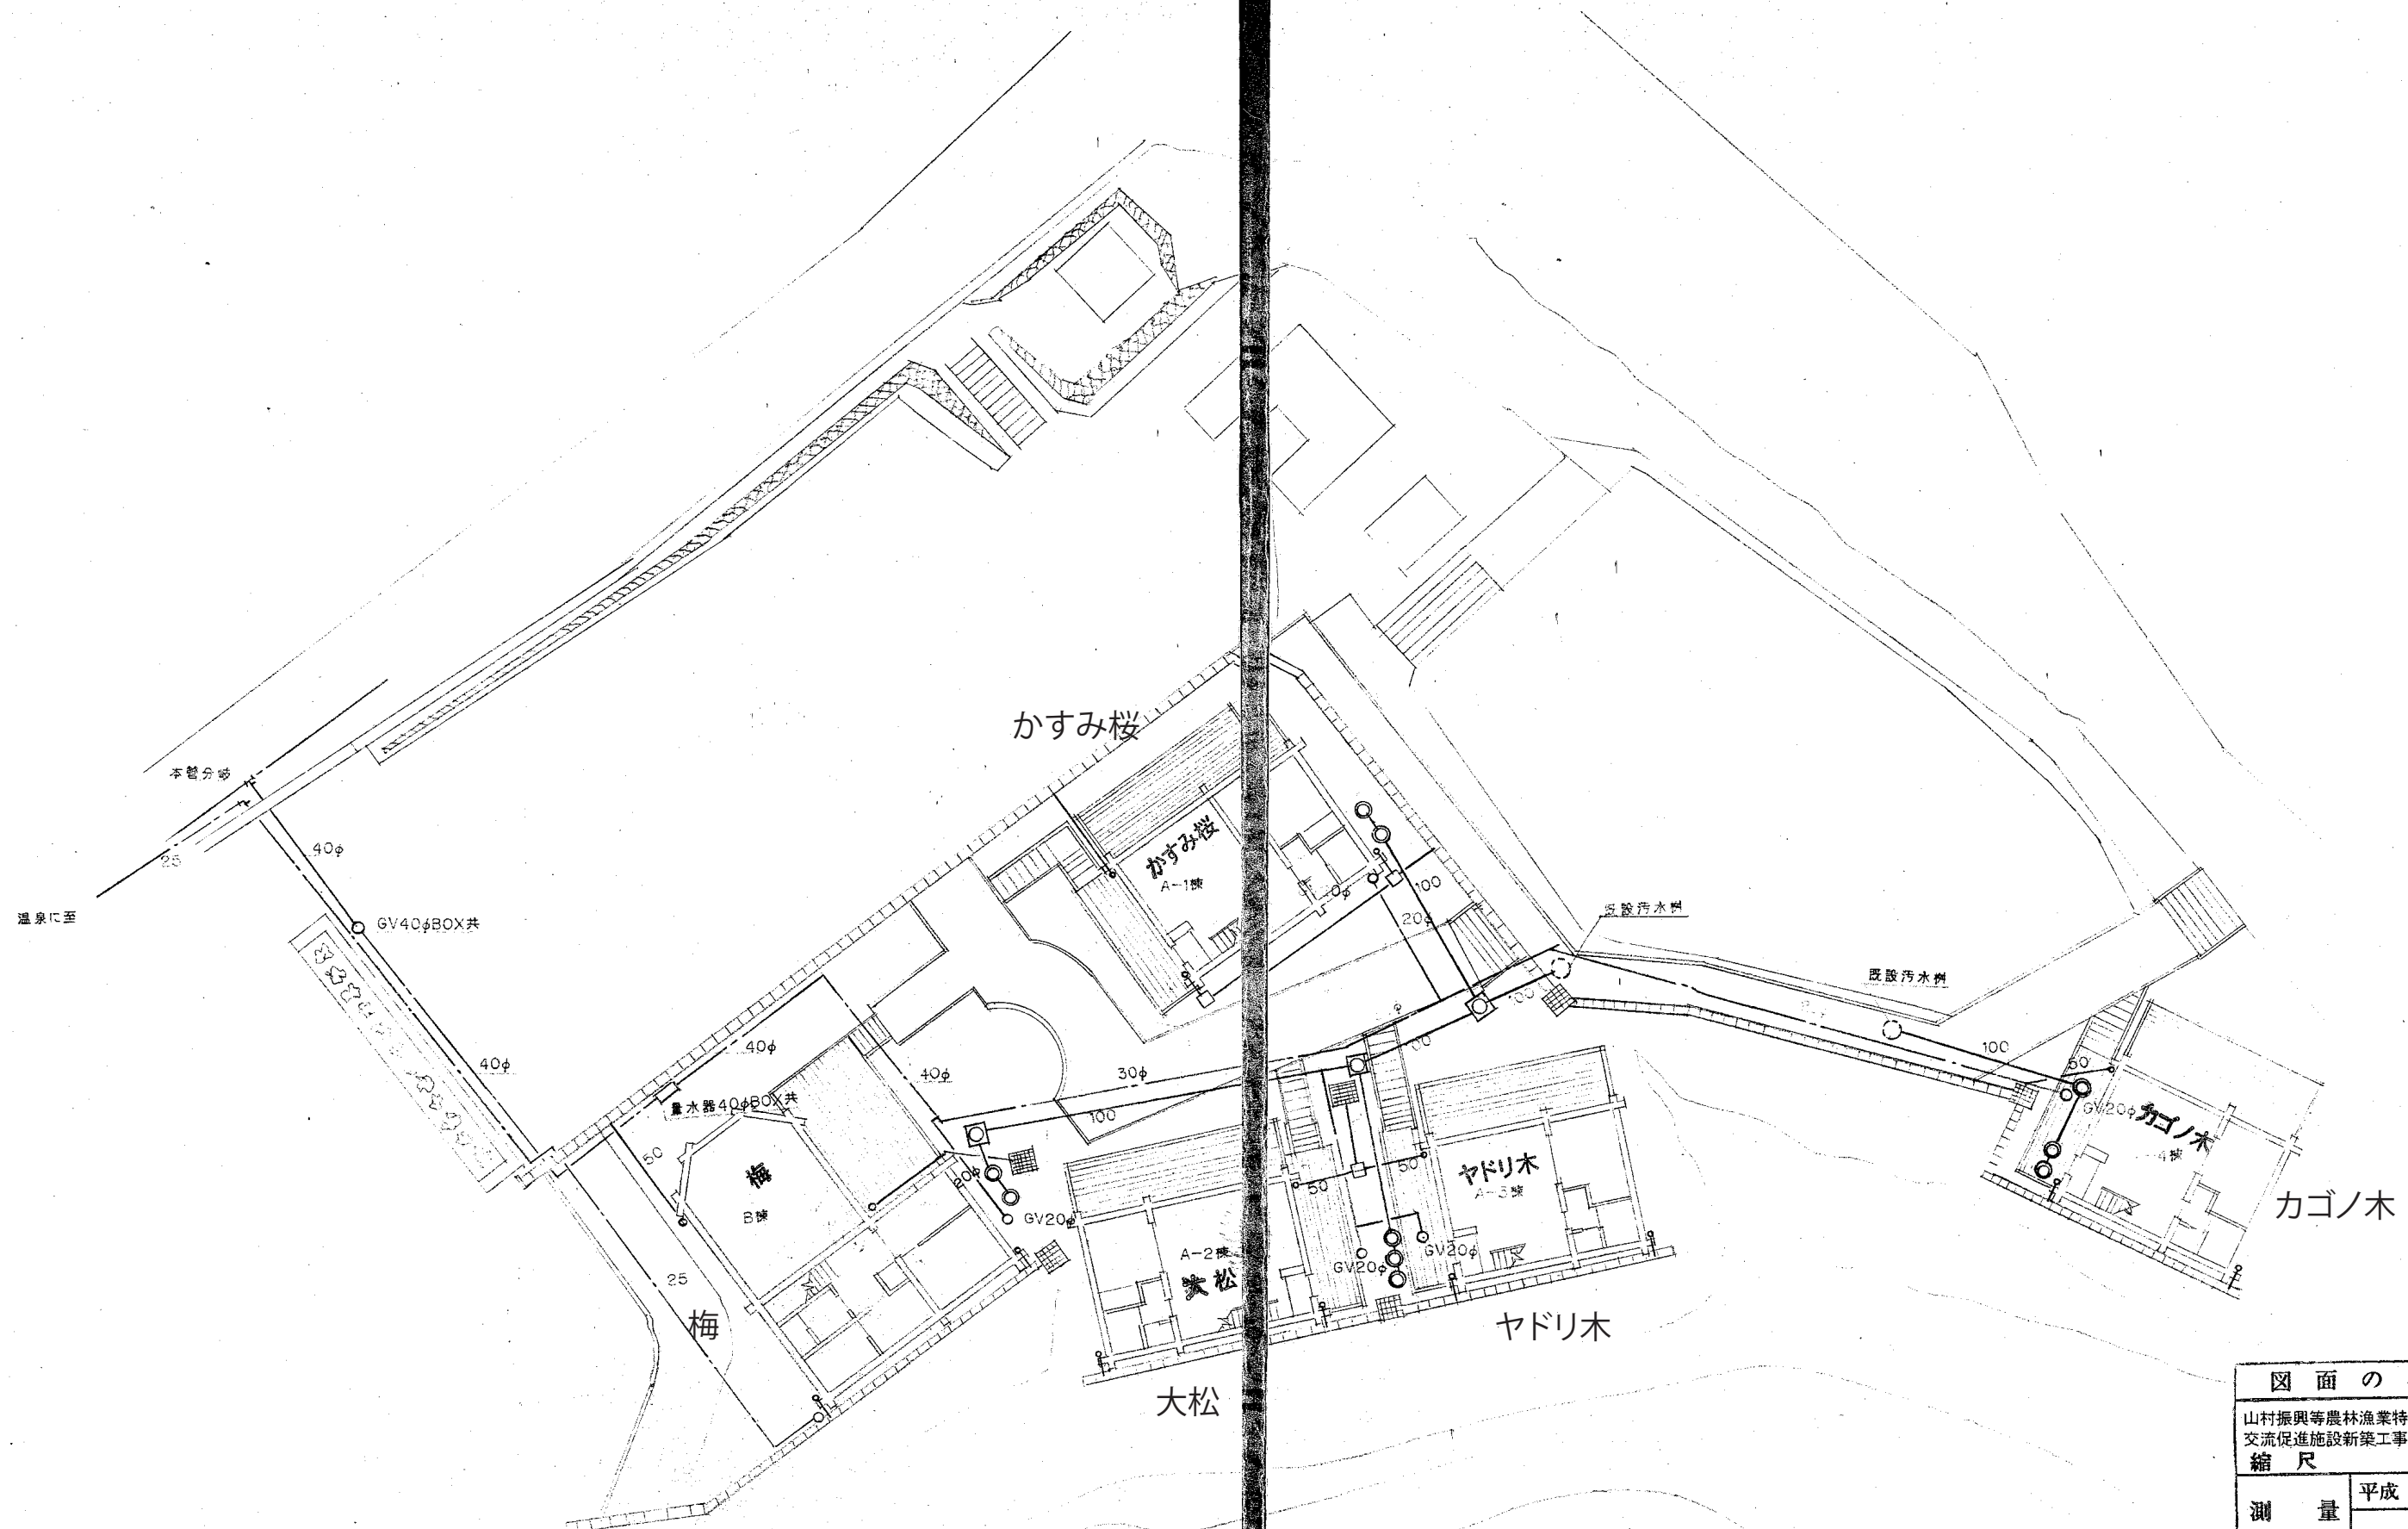 かすみ桜
本管分岐
25
40φ
温泉に至
GV40φBOX共
かすみ桜
A-1棟
100
20φ
既設汚水桝
既設汚水桝
100
40φ
40φ
40φ
30φ
100
100
50
量水器40φBOX共
GV20φ
カゴノ木
カゴノ木
50
梅
B棟
20φ
GV20φ
50
50
ヤドリ木
A-3棟
A-2棟
大松
GV20φ
GV20φ
25
梅
ヤドリ木
大松
図面の
山村振興等農林漁業特
交流促進施設新築工事
縮尺
測量
平成